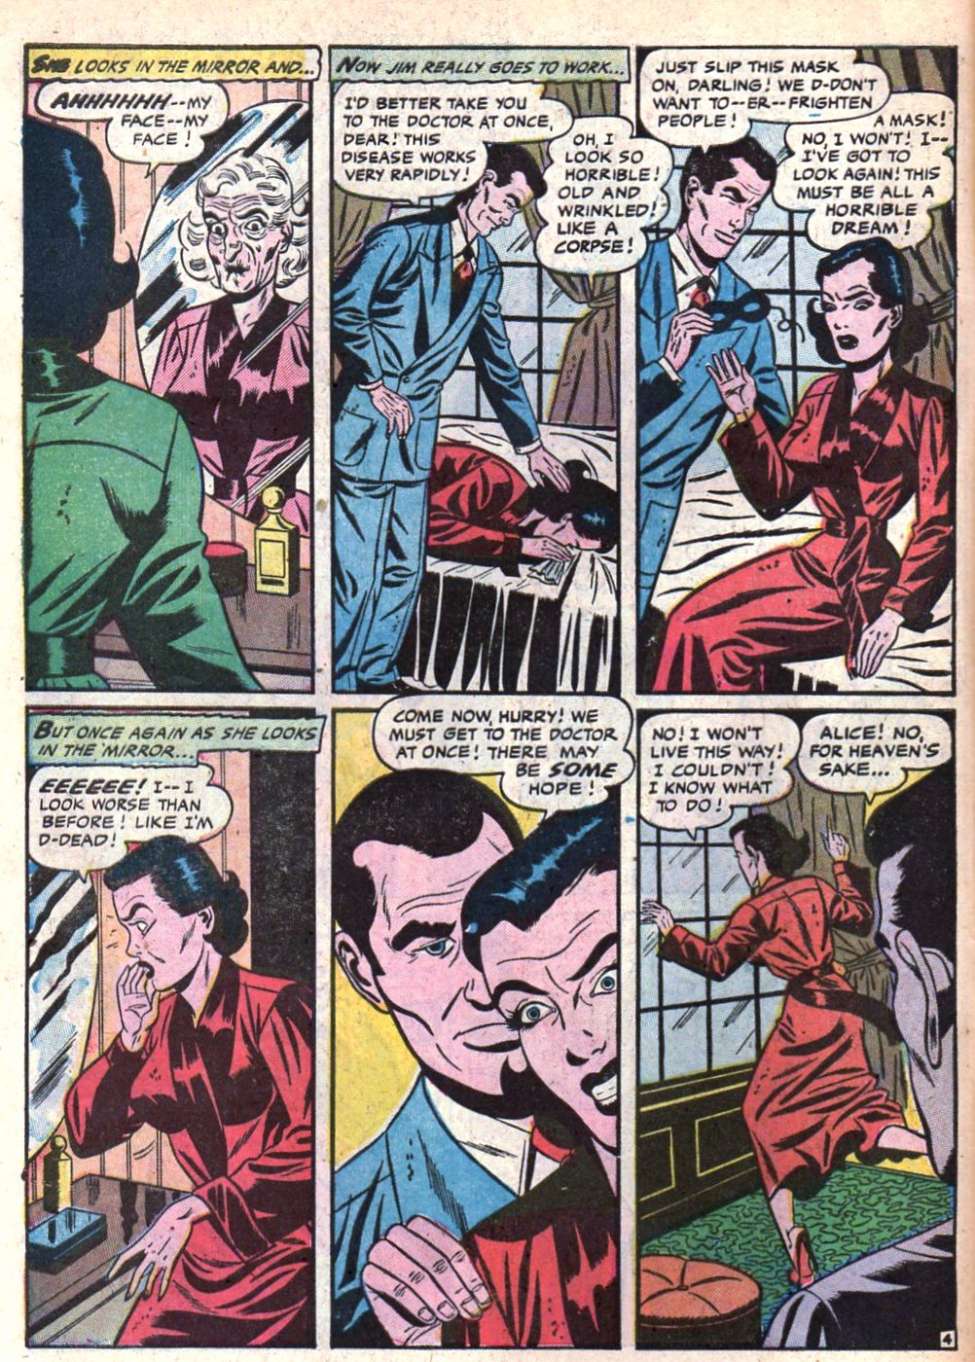 SHE LOOKS IN THE MIRROR AND...
AHHHHHH--MY
FACE--MY
FACE!
NOW JIM REALLY GOES TO WORK...
I'D BETTER TAKE YOU
TO THE DOCTOR AT ONCE,
DEAR! THIS
DISEASE WORKS
VERY RAPIDLY!
OH, I
LOOK SO
HORRIBLE!
OLD AND
WRINKLED!
LIKE A
CORPSE!
JUST SLIP THIS MASK
ON, DARLING! WE D-DON'T
WANT TO--ER--FRIGHTEN
PEOPLE!
A MASK!
NO, I WON'T! I--
I'VE GOT TO
LOOK AGAIN! THIS
MUST BE ALL A
HORRIBLE
DREAM!
BUT ONCE AGAIN AS SHE LOOKS
IN THE MIRROR...
EEEEEE! I--I
LOOK WORSE THAN
BEFORE! LIKE I'M
D-DEAD!
COME NOW, HURRY! WE
MUST GET TO THE DOCTOR
AT ONCE! THERE MAY
BE SOME
HOPE!
NO! I WON'T
LIVE THIS WAY!
I COULDN'T!
I KNOW WHAT
TO DO!
ALICE! NO,
FOR HEAVEN'S
SAKE...
4